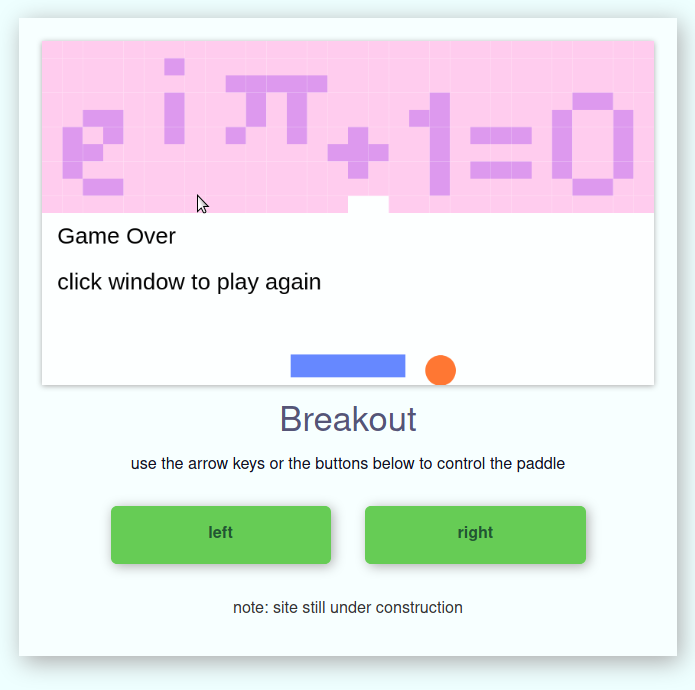 e^iπ+1=0
Game Over
click window to play again
Breakout
use the arrow keys or the buttons below to control the paddle
left
right
note: site still under construction